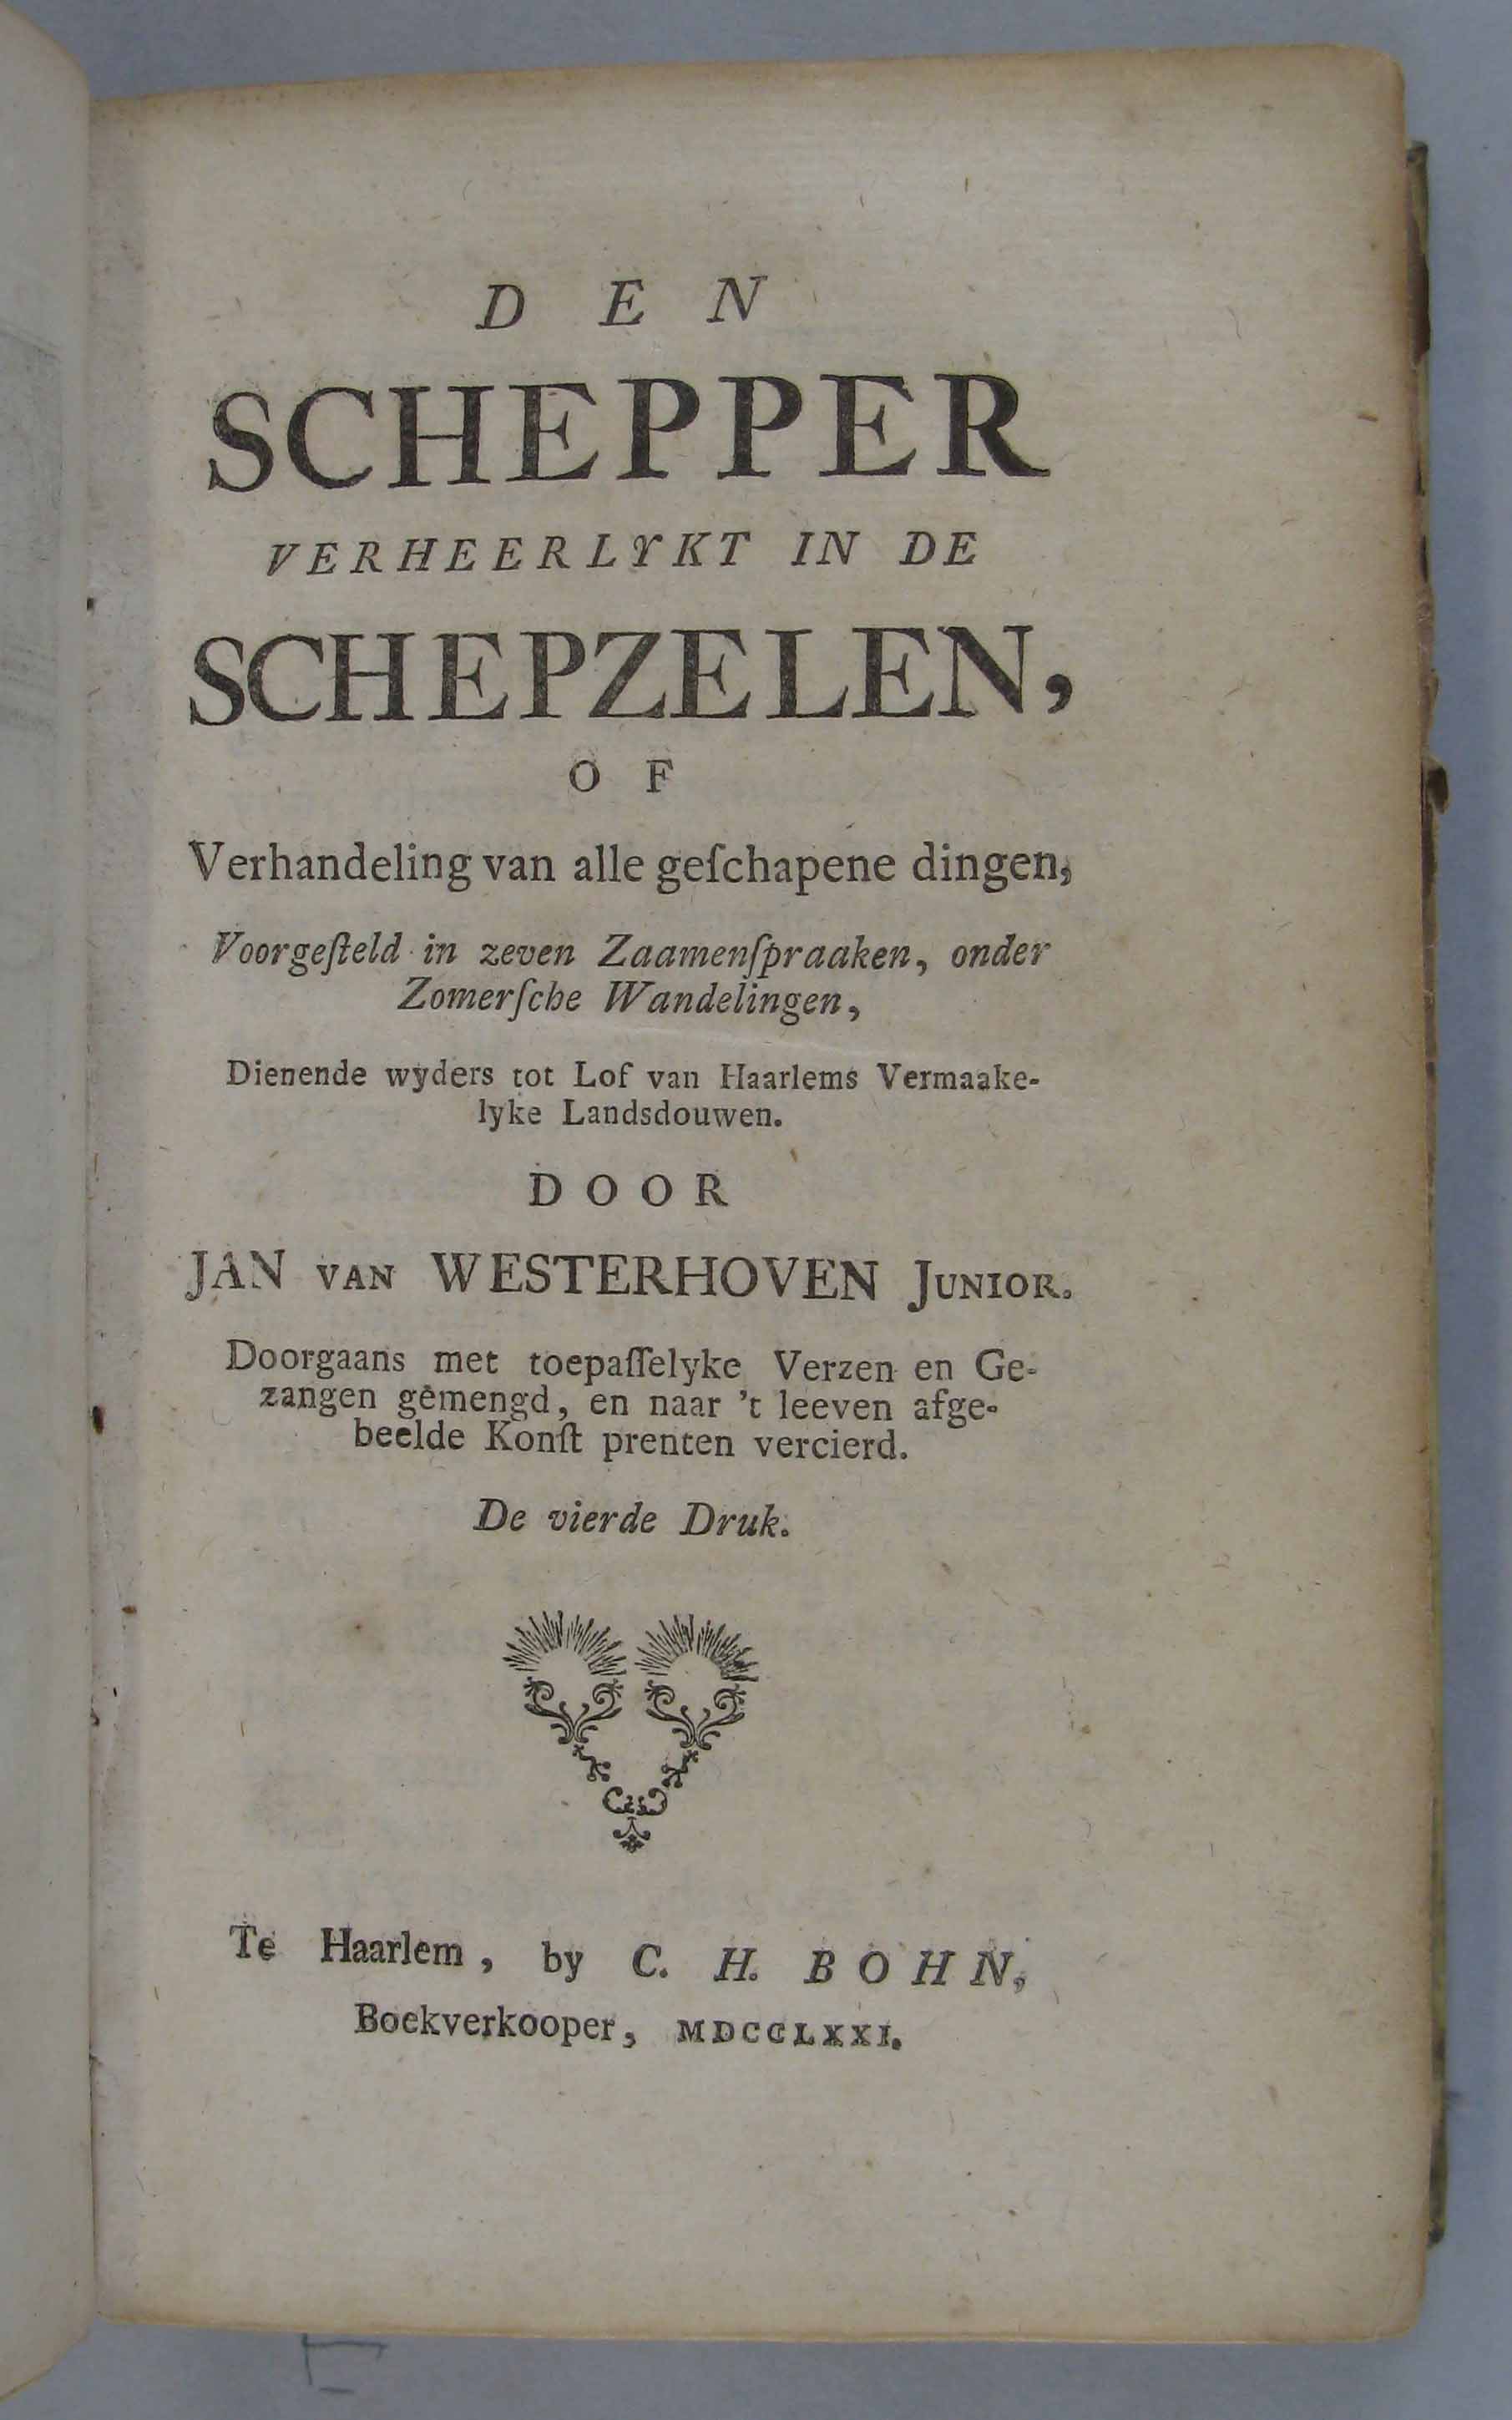 DEN
SCHEPPER
VERHEERLYKT IN DE
SCHEPZELEN,
OF
Verhandeling van alle geſchapene dingen,
Voorgeſteld in zeven Zaamenſpraaken, onder
Zomerſche Wandelingen,
Dienende wyders tot Lof van Haarlems Vermaake-
lyke Landsdouwen.
DOOR
JAN VAN WESTERHOVEN JUNIOR.
Doorgaans met toepaſſelyke Verzen en Ge-
zangen gemengd, en naar 't leeven afge-
beelde Konſt prenten vercierd.
De vierde Druk.
Te Haarlem, by C. H. BOHN,
Boekverkooper, MDCCLXXI.